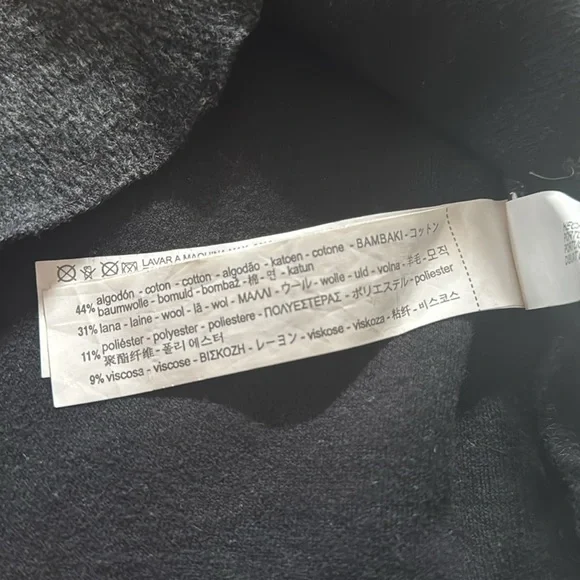 LAVAR A MAQUINA
44% algodón - coton - cotton - algodão - katoen - cotone - ΒΑΜΒΑΚΙ - コットン
baumwolle - bomuld - bombaž - 棉 - 면 - katun
31% lana - laine - wool - lã - wol - ΜΑΛΛΙ - ウール - wolle - uld - volna - 羊毛 - 모직
11% poliéster - polyester - poliestere - ΠΟΛΥΕΣΤΕΡΑΣ - ポリエステル - poliester
聚酯纤维 - 폴리 에스터
9% viscosa - viscose - ΒΙΣΚΟΖΗ - レーヨン - viskose - viskoza - 粘纤 - 비스코스